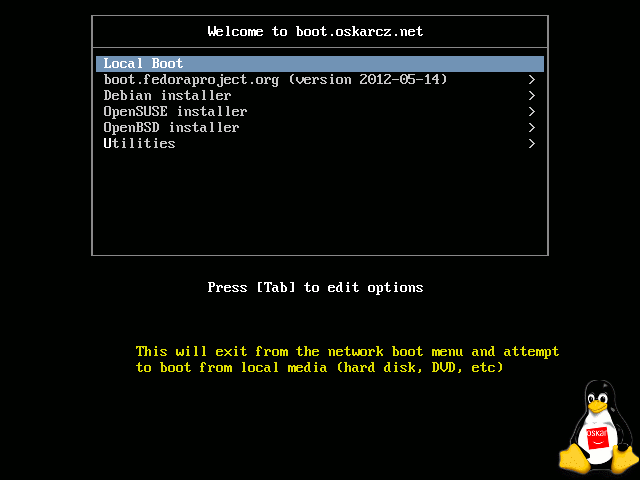 Welcome to boot.oskarcz.net
Local Boot
boot.fedoraproject.org (version 2012-05-14) >
Debian installer >
OpenSUSE installer >
OpenBSD installer >
Utilities >
Press [Tab] to edit options
This will exit from the network boot menu and attempt
to boot from local media (hard disk, DVD, etc)
oskar